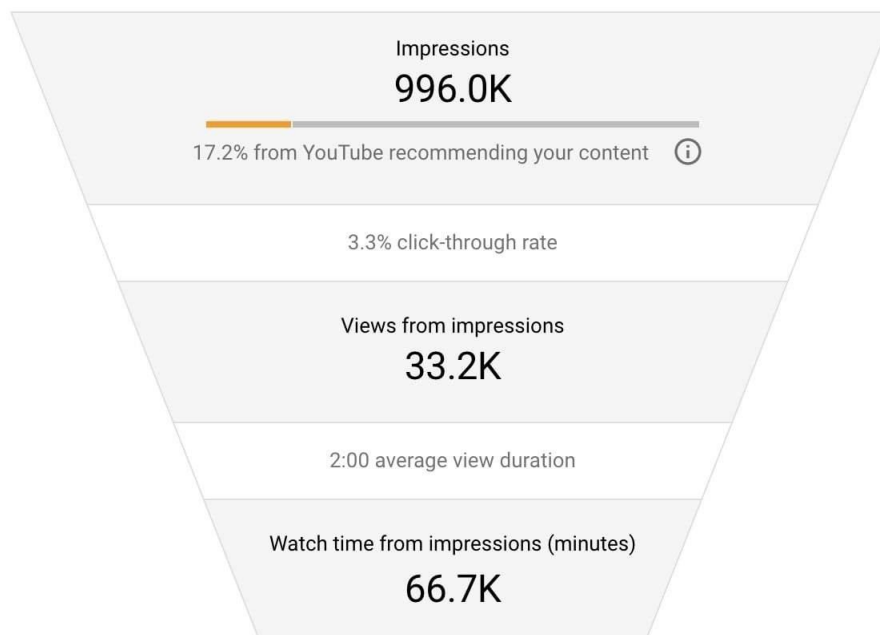 Impressions
996.0K
17.2% from YouTube recommending your content
3.3% click-through rate
Views from impressions
33.2K
2:00 average view duration
Watch time from impressions (minutes)
66.7K